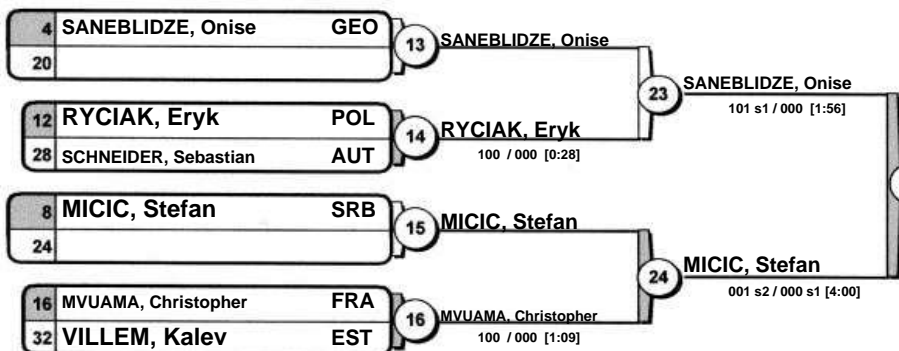 4 SANEBLIDZE, Onise GEO
20
13
SANEBLIDZE, Onise
12 RYCIAK, Eryk POL
28 SCHNEIDER, Sebastian AUT
14
RYCIAK, Eryk
100 / 000 [0:28]
23
SANEBLIDZE, Onise
101 s1 / 000 [1:56]
8 MICIC, Stefan SRB
24
15
MICIC, Stefan
16 MVUAMA, Christopher FRA
32 VILLEM, Kalev EST
16
MVUAMA, Christopher
100 / 000 [1:09]
24
MICIC, Stefan
001 s2 / 000 s1 [4:00]